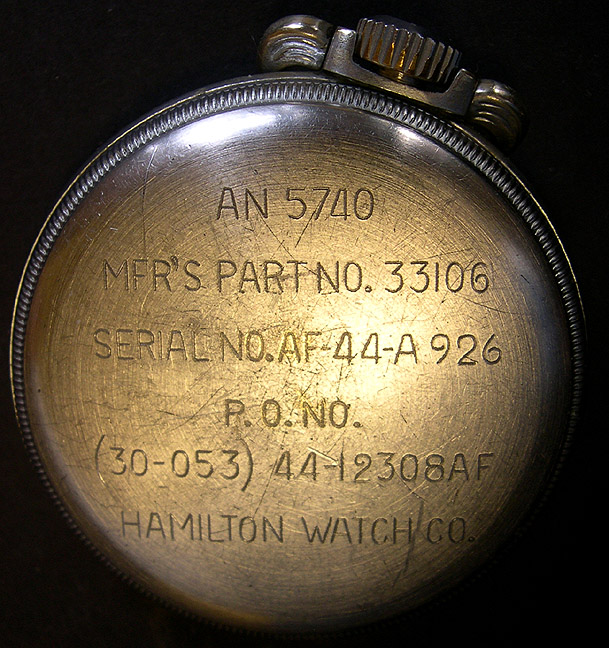 AN 5740
MFR'S PART NO. 33106
SERIAL NO. AF-44-A 926
P. O. NO.
(30-053) 44-12308AF
HAMILTON WATCH CO.